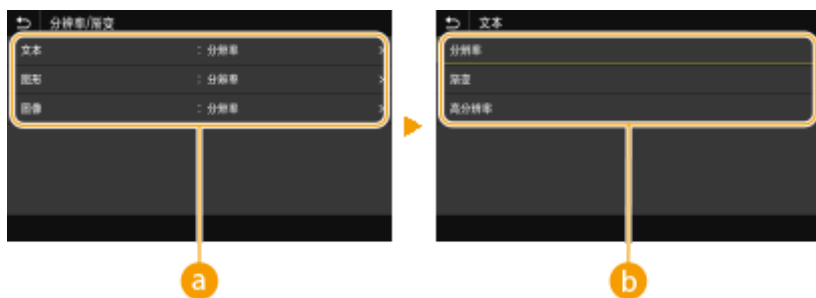 分辨率/渐变
文本 : 分辨率 >
图形 : 分辨率 >
图像 : 分辨率 >
a
文本
分辨率
渐变
高分辨率
b